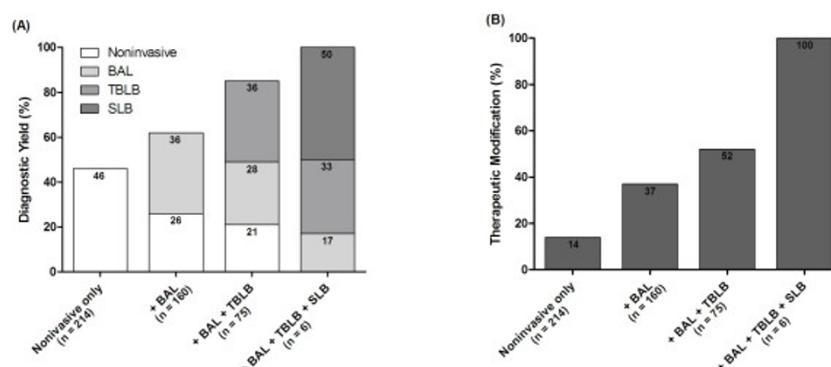 (A)
Noninvasive
BAL
TBLB
SLB
Diagnostic Yield (%)
100
80
60
40
20
0
46
36
26
36
28
21
50
33
17
Noninvasive only
(n = 214)
+ BAL
(n = 160)
+ BAL + TBLB
(n = 75)
+ BAL + TBLB + SLB
(n = 6)
(B)
Therapeutic Modification (%)
100
80
60
40
20
0
14
37
52
100
Noninvasive only
(n = 214)
+ BAL
(n = 160)
+ BAL + TBLB
(n = 75)
+ BAL + TBLB + SLB
(n = 6)